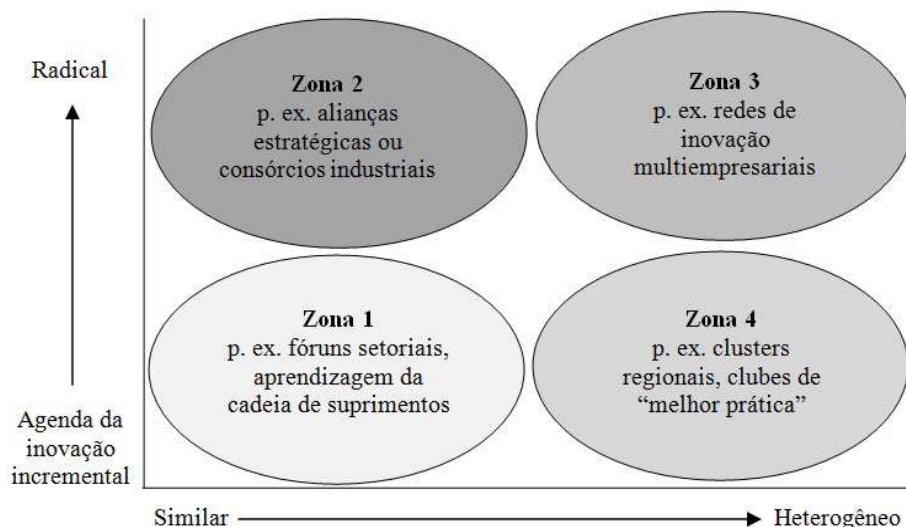 Radical
Zona 2
p. ex. alianças
estratégicas ou
consórcios industriais
Zona 3
p. ex. redes de
inovação
multiempresariais
Zona 1
p. ex. fóruns setoriais,
aprendizagem da
cadeia de suprimentos
Zona 4
p. ex. clusters
regionais, clubes de
“melhor prática”
Agenda da
inovação
incremental
Similar
Heterogêneo